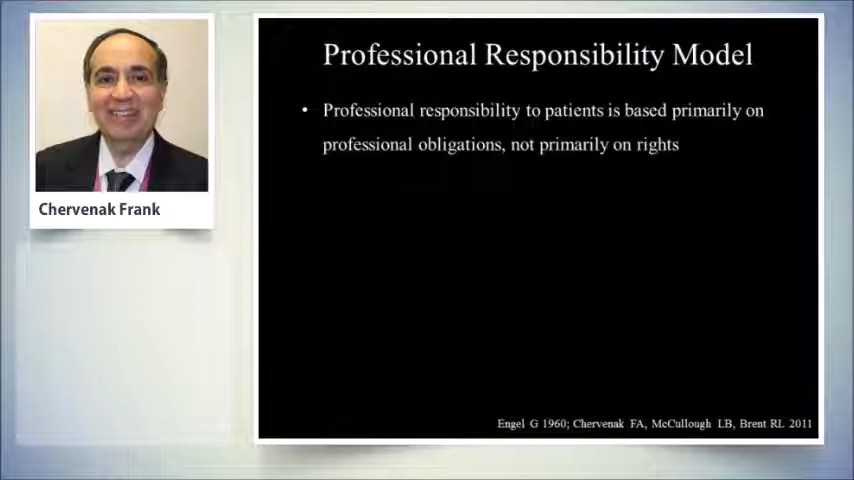 Professional Responsibility Model
• Professional responsibility to patients is based primarily on
professional obligations, not primarily on rights
Chervenak Frank
Engel G 1960; Chervenak FA, McCullough LB, Brent RL 2011